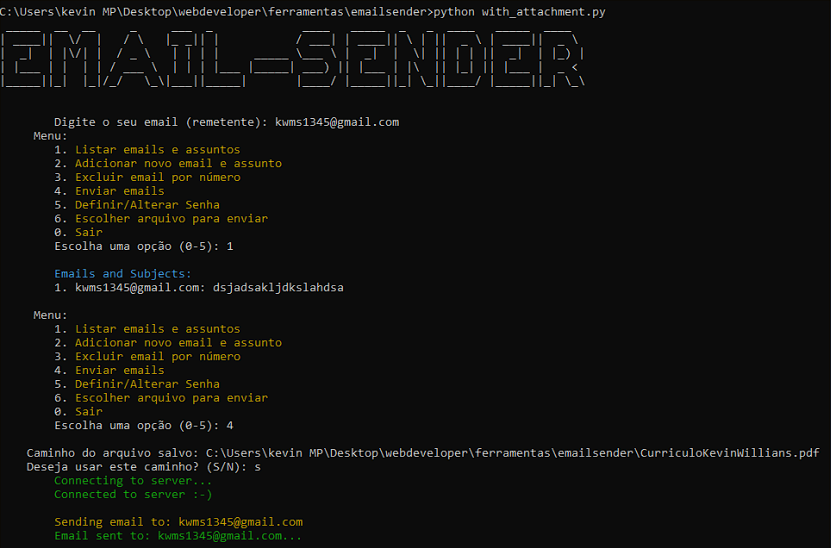 C:\Users\kevin MP\Desktop\webdeveloper\ferramentas\emailsender>python with_attachment.py
EMAIL-SENDER
Digite o seu email (remetente): kwms1345@gmail.com
Menu:
1. Listar emails e assuntos
2. Adicionar novo email e assunto
3. Excluir email por número
4. Enviar emails
5. Definir/Alterar Senha
6. Escolher arquivo para enviar
0. Sair
Escolha uma opção (0-5): 1
Emails and Subjects:
1. kwms1345@gmail.com: dsjadsakljdkslahdsa
Menu:
1. Listar emails e assuntos
2. Adicionar novo email e assunto
3. Excluir email por número
4. Enviar emails
5. Definir/Alterar Senha
6. Escolher arquivo para enviar
0. Sair
Escolha uma opção (0-5): 4
Caminho do arquivo salvo: C:\Users\kevin MP\Desktop\webdeveloper\ferramentas\emailsender\CurriculoKevinWillians.pdf
Deseja usar este caminho? (S/N): s
Connecting to server...
Connected to server :-)
Sending email to: kwms1345@gmail.com
Email sent to: kwms1345@gmail.com...